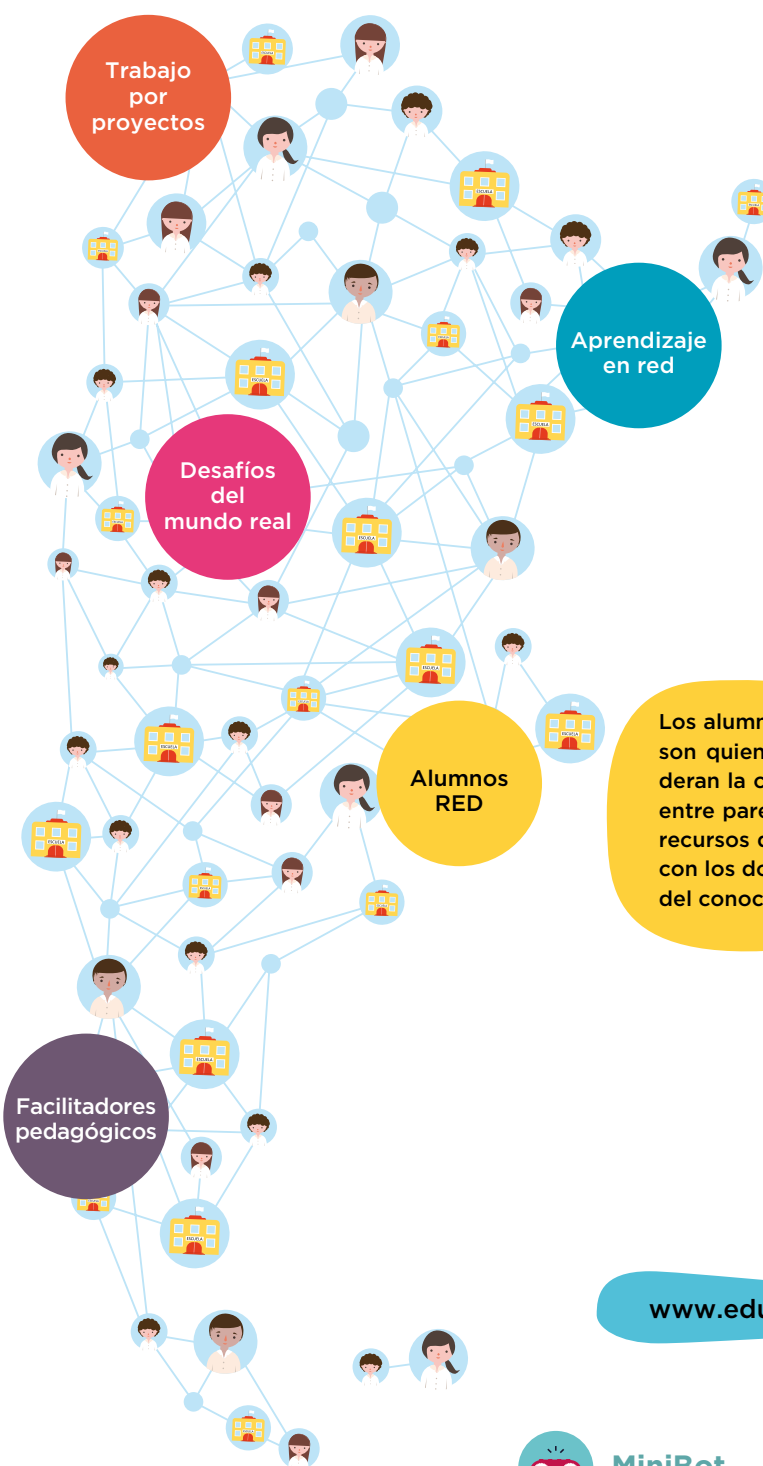 Trabajo
por
proyectos
Aprendizaje
en red
Desafíos
del
mundo real
Alumnos
RED
Los alumn
son quien
deran la c
entre pare
recursos d
con los do
del conoc
Facilitadores
pedagógicos
www.edu
MiniBot
ESCUELA